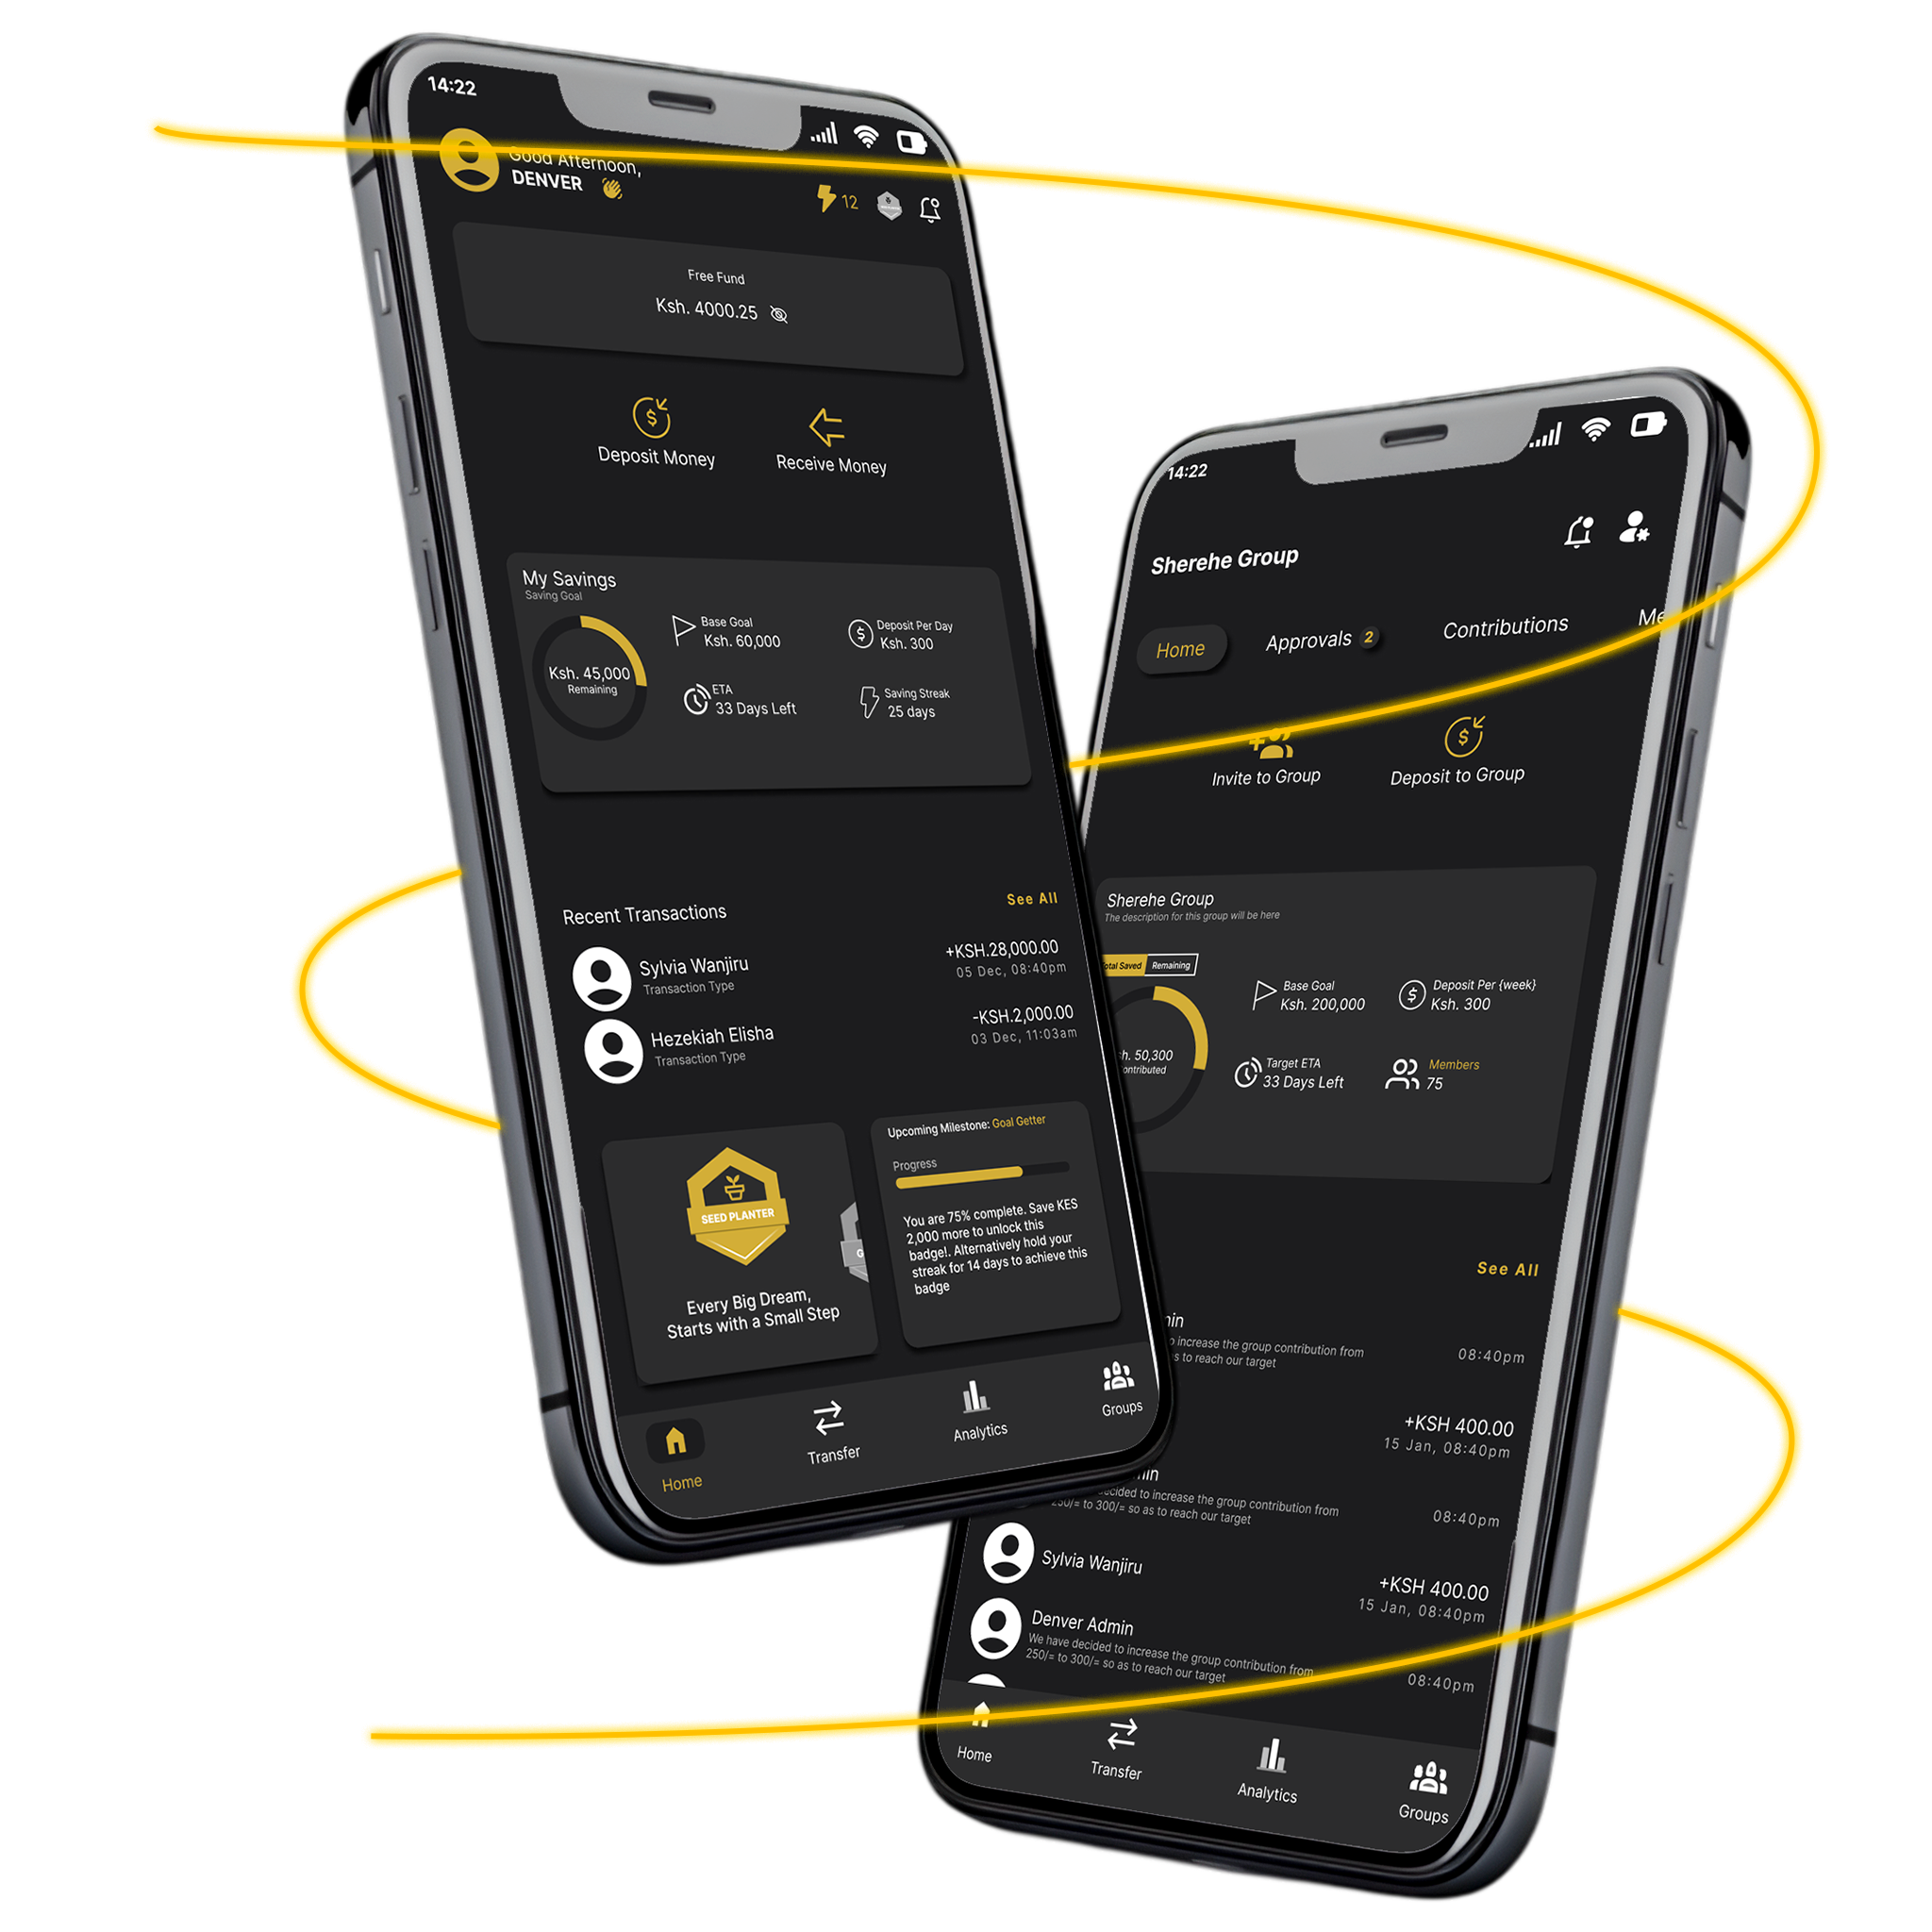 14:22
Good Afternoon,
DENVER
12
Free Fund
Ksh. 4000.25
Deposit Money
Receive Money
My Savings
Saving Goal
Ksh. 45,000
Remaining
Base Goal
Ksh. 60,000
Deposit Per Day
Ksh. 300
ETA
33 Days Left
Saving Streak
25 days
Recent Transactions
See All
Sylvia Wanjiru
Transaction Type
+KSH.28,000.00
05 Dec, 08:40pm
Hezekiah Elisha
Transaction Type
-KSH.2,000.00
03 Dec, 11:03am
SEED PLANTER
Every Big Dream,
Starts with a Small Step
Upcoming Milestone: Goal Getter
Progress
You are 75% complete. Save KES
2,000 more to unlock this
badge!. Alternatively hold your
streak for 14 days to achieve this
badge
Home
Transfer
Analytics
Groups
14:22
Sherehe Group
Home
Approvals 2
Contributions
Me
Invite to Group
Deposit to Group
Sherehe Group
The description for this group will be here
Total Saved
Remaining
50,300
Base Goal
Ksh. 200,000
Deposit Per {week}
Ksh. 300
Target ETA
33 Days Left
Members
75
See All
increase the group contribution from
to reach our target
08:40pm
+KSH 400.00
15 Jan, 08:40pm
decided to increase the group contribution from
250/= to 300/= so as to reach our target
08:40pm
Sylvia Wanjiru
+KSH 400.00
15 Jan, 08:40pm
Denver Admin
We have decided to increase the group contribution from
250/= to 300/= so as to reach our target
08:40pm
Home
Transfer
Analytics
Groups